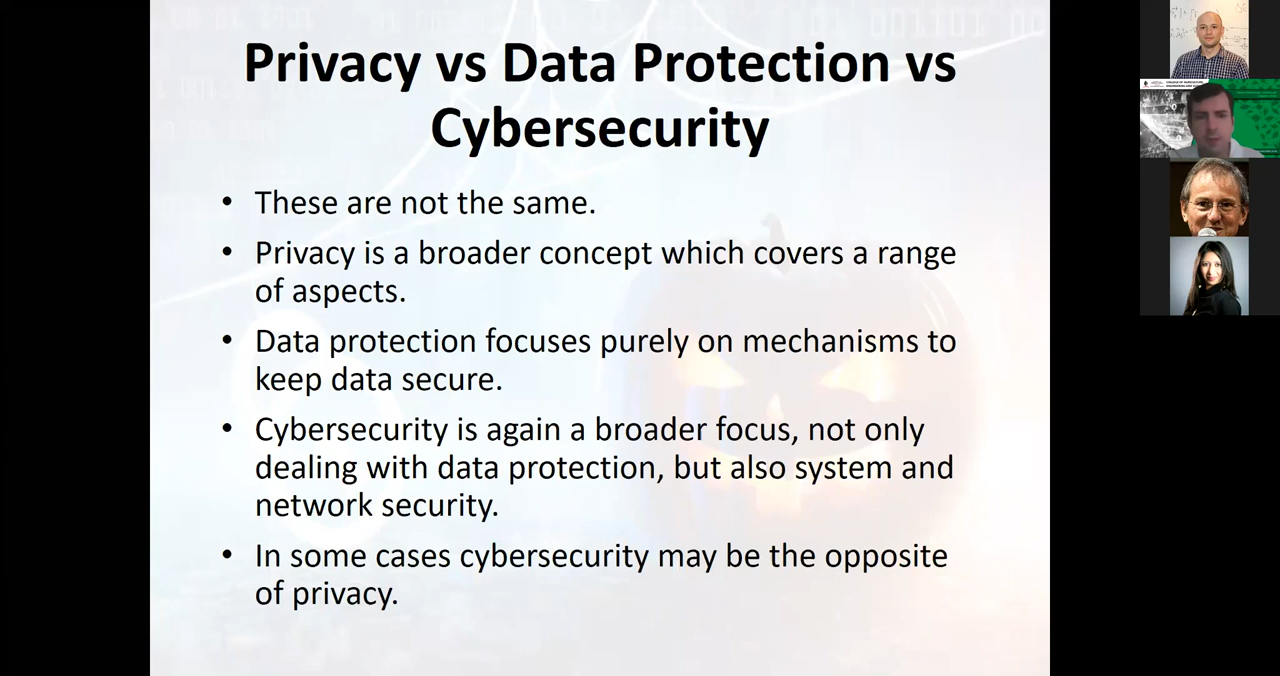 Privacy vs Data Protection vs
Cybersecurity
• These are not the same.
• Privacy is a broader concept which covers a range
of aspects.
• Data protection focuses purely on mechanisms to
keep data secure.
• Cybersecurity is again a broader focus, not only
dealing with data protection, but also system and
network security.
• In some cases cybersecurity may be the opposite
of privacy.